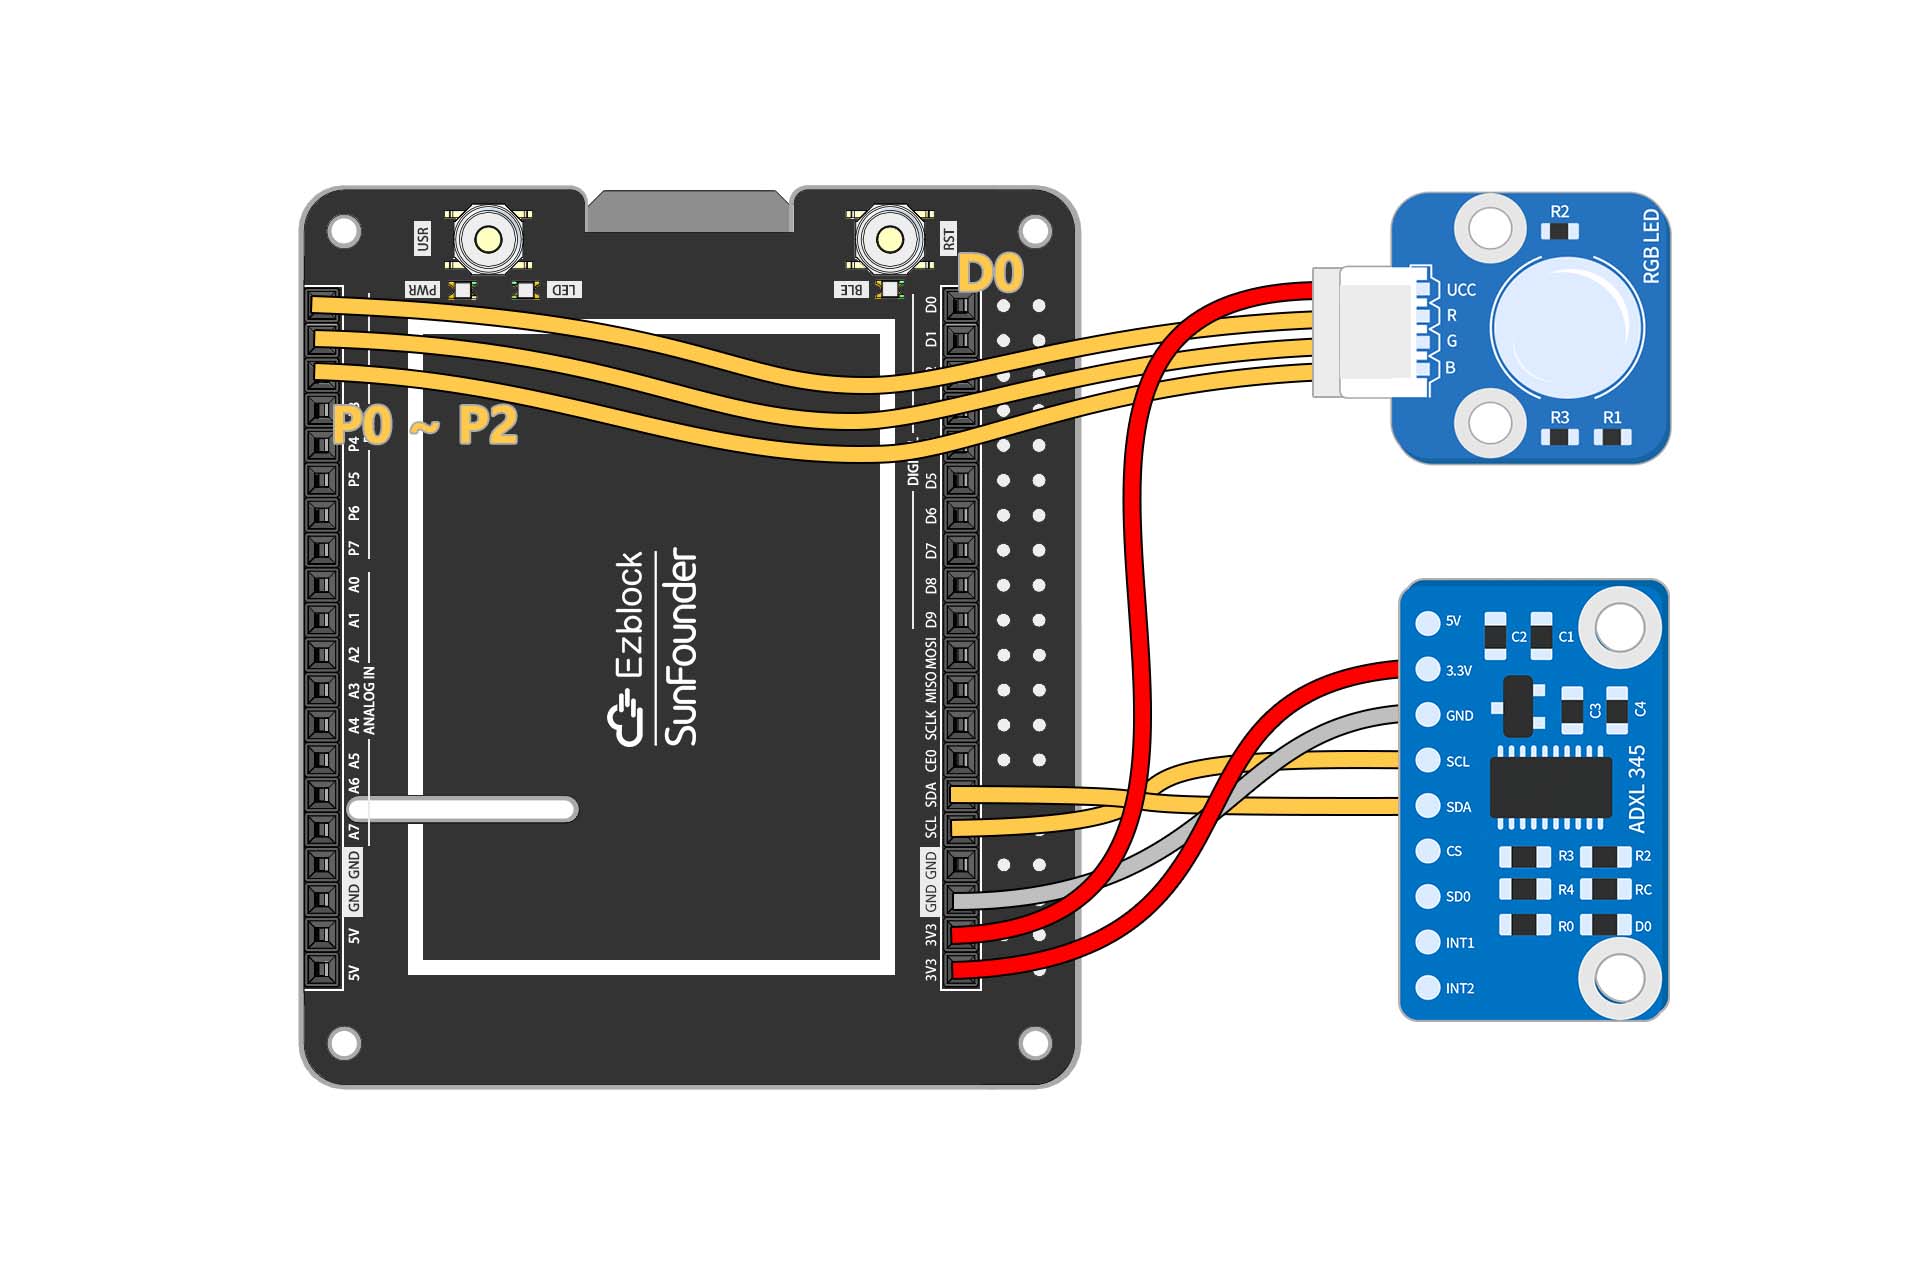 USR
PWR
LED
RST
BLE
D0
P0 ~ P2
P4
P5
P6
P7
A0
A1
A2
A3
A4
A5
A6
A7
ANALOG IN
GND GND
5V
5V
Ezblock
SunFounder
D0
D1
D5
D6
D7
D8
D9
MOSI
MISO
SCLK
CE0
SDA
SCL
GND GND
3V3
3V3
R2
RGB LED
UCC
R
G
B
R3
R1
5V
3.3V
GND
SCL
SDA
CS
SD0
INT1
INT2
C2
C1
C3
C4
ADXL 345
R3
R2
R4
RC
R0
D0